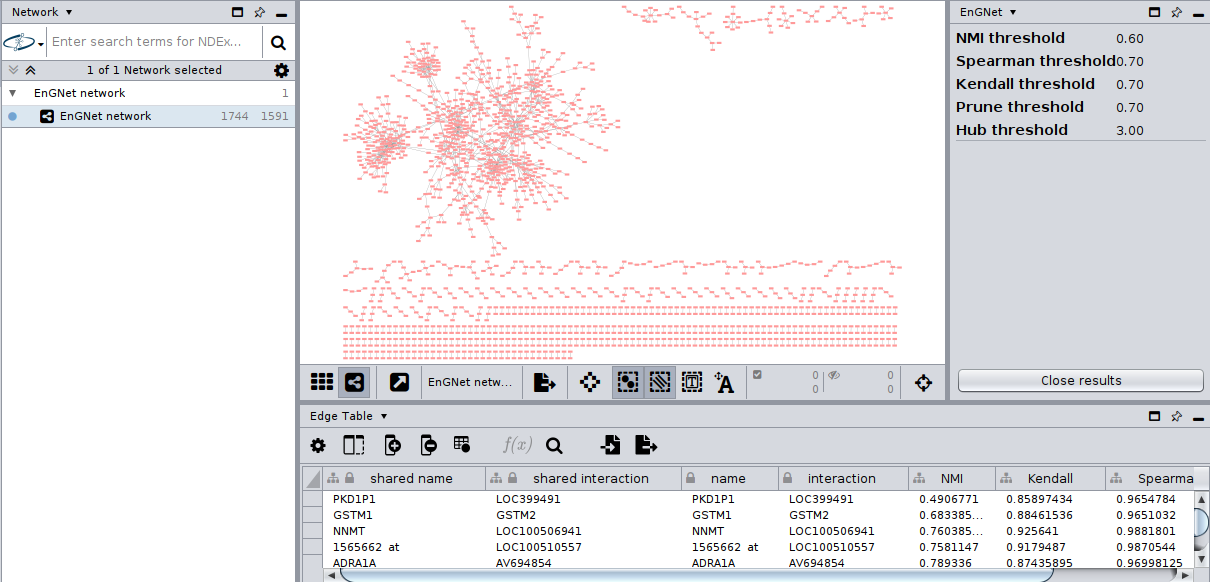 Network ▼
Enter search terms for NDEx...
1 of 1 Network selected
EnGNet network 1
EnGNet network 1744 1591
EnGNet netw...
0 0
0 0
EnGNet ▼
NMI threshold 0.60
Spearman threshold 0.70
Kendall threshold 0.70
Prune threshold 0.70
Hub threshold 3.00
Close results
Edge Table ▼
f(x)
shared name shared interaction name interaction NMI Kendall Spearma
PKD1P1 LOC399491 PKD1P1 LOC399491 0.4906771 0.85897434 0.9654784
GSTM1 GSTM2 GSTM1 GSTM2 0.683385... 0.88461536 0.9651032
NNMT LOC100506941 NNMT LOC100506941 0.760385... 0.925641 0.9881801
1565662_at LOC100510557 1565662_at LOC100510557 0.7581147 0.9179487 0.9870544
ADRA1A AV694854 ADRA1A AV694854 0.789336 0.87435895 0.96998125